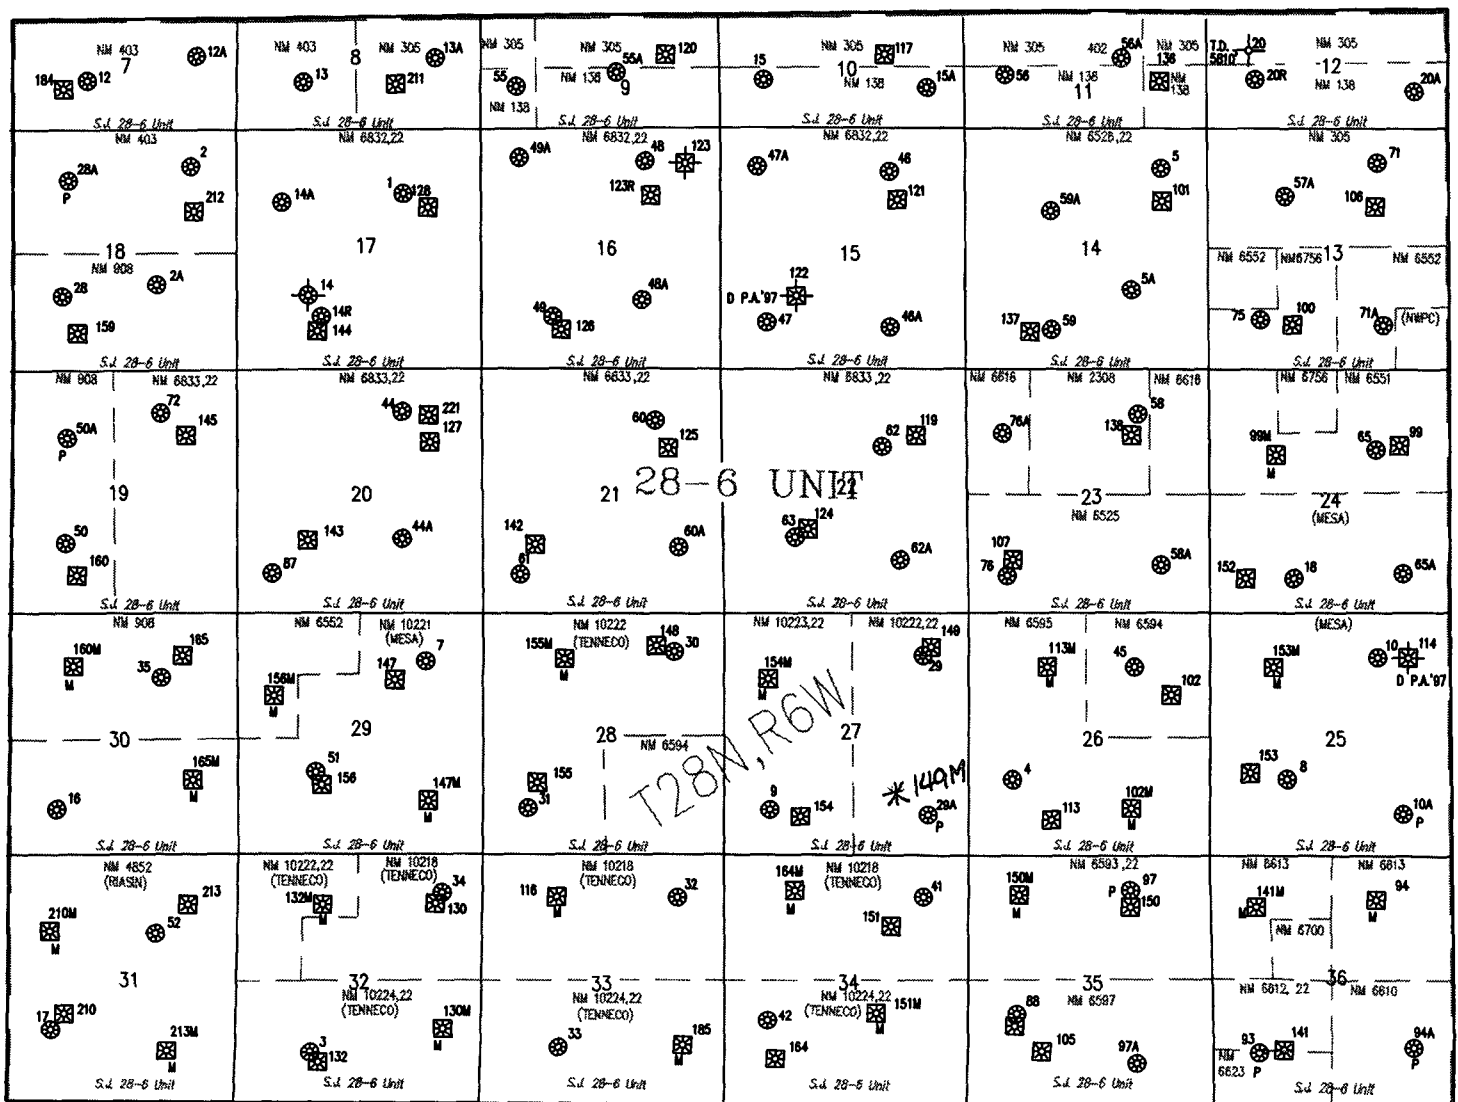 NM 403
7
12A
184
12
NM 403
8
NM 305
13A
13
211
S.J. 28-6 Unit
S.J. 28-6 Unit
NM 305
NM 305
55A
120
NM 138
55
9
NM 138
S.J. 28-6 Unit
NM 305
117
15
10
NM 138
15A
S.J. 28-6 Unit
NM 305
402
56A
NM 305
136
56
NM 138
11
NM 138
S.J. 28-6 Unit
T.D. 5810
20
NM 305
20R
12
NM 138
20A
S.J. 28-6 Unit
NM 403
28A
P
2
212
18
NM 908
28
2A
159
NM 6832,22
14A
1
128
17
14
14R
144
S.J. 28-6 Unit
NM 6832,22
49A
48
123
123R
16
49
126
48A
S.J. 28-6 Unit
NM 6832,22
47A
46
121
15
122
D P.A.'97
47
46A
S.J. 28-6 Unit
NM 6526,22
5
101
59A
14
5A
137
59
S.J. 28-6 Unit
NM 305
71
57A
106
13
NM 6552
NM6756
NM 6552
75
100
71A
(NWPC)
S.J. 28-6 Unit
NM 908
NM 6833,22
72
50A
P
145
19
50
160
S.J. 28-6 Unit
NM 6833,22
44
221
127
20
143
44A
87
S.J. 28-6 Unit
NM 6833,22
60
125
21
142
61
60A
S.J. 28-6 Unit
28-6 UNIT
NM 6833,22
62
119
22
124
63
62A
S.J. 28-6 Unit
NM 6616
NM 2308
NM 6616
76A
58
138
23
NM 6525
107
76
58A
S.J. 28-6 Unit
NM 6756
NM 6551
99M
M
65
99
24
(MESA)
152
18
65A
S.J. 28-6 Unit
NM 908
160M
M
165
35
30
165M
M
16
S.J. 28-6 Unit
NM 6552
NM 10221
(MESA)
7
147
156M
M
29
51
156
147M
M
S.J. 28-6 Unit
NM 10222
(TENNECO)
155M
M
148
30
28
NM 6594
155
31
S.J. 28-6 Unit
T28N,R6W
NM 10223,22
NM 10222,22
154M
M
149
29
27
*149M
9
154
29A
P
S.J. 28-6 Unit
NM 6595
NM 6594
113M
M
45
102
26
4
113
102M
M
S.J. 28-6 Unit
(MESA)
153M
M
10
114
D P.A.'97
25
153
8
10A
P
S.J. 28-6 Unit
NM 4852
(RIASIN)
213
210M
M
52
31
17
210
213M
M
S.J. 28-6 Unit
NM 10222,22
(TENNECO)
NM 10218
(TENNECO)
132M
M
34
130
32
NM 10224,22
(TENNECO)
130M
M
3
132
S.J. 28-6 Unit
NM 10218
(TENNECO)
116
M
32
33
NM 10224,22
(TENNECO)
33
185
M
S.J. 28-6 Unit
NM 10218
(TENNECO)
164M
M
41
151
34
NM 10224,22
(TENNECO)
151M
M
42
164
S.J. 28-6 Unit
NM 6593,22
150M
M
P
97
150
35
NM 6597
88
105
97A
S.J. 28-6 Unit
NM 6613
NM 6613
141M
M
94
M
NM 6700
36
NM 6612, 22
NM 6610
93
141
94A
P
NM 6623
P
S.J. 28-6 Unit